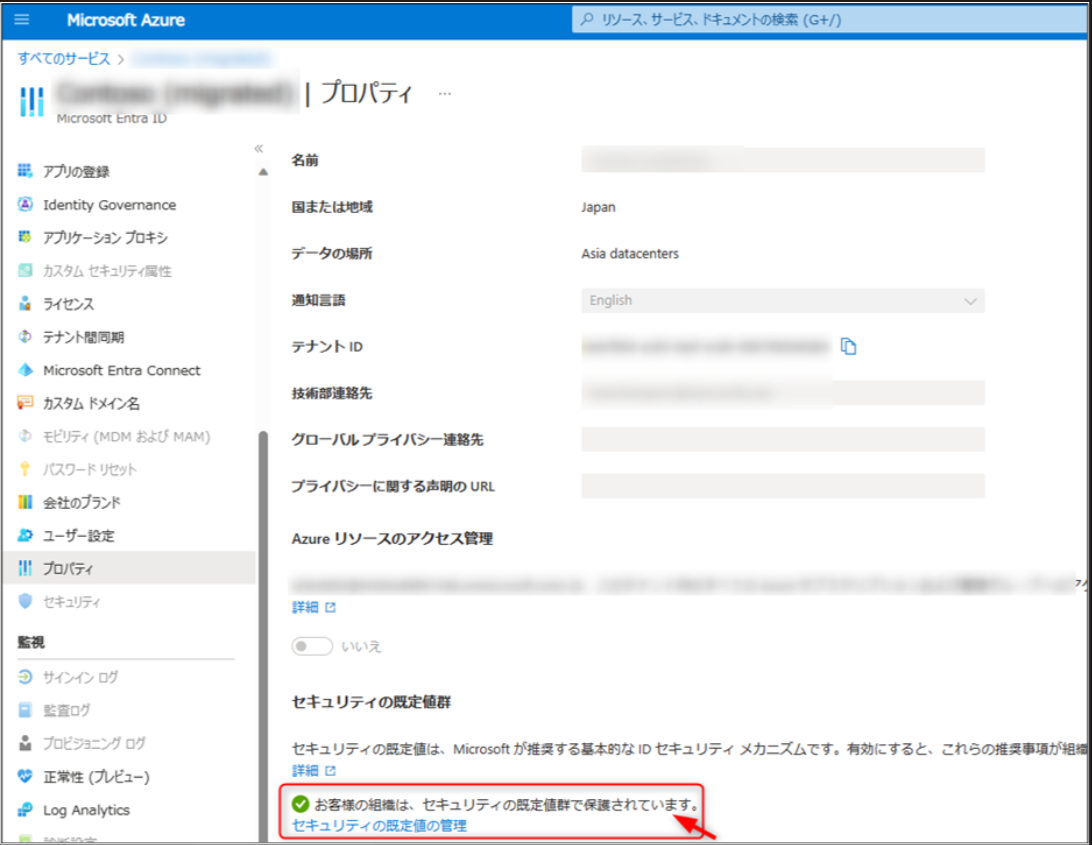 Microsoft Azure
リソース、サービス、ドキュメントの検索 (G+/)
すべてのサービス >
| プロパティ ...
Microsoft Entra ID
«
アプリの登録
Identity Governance
アプリケーション プロキシ
カスタム セキュリティ属性
ライセンス
テナント間同期
Microsoft Entra Connect
カスタム ドメイン名
モビリティ (MDM および MAM)
パスワード リセット
会社のブランド
ユーザー設定
プロパティ
セキュリティ
監視
サインイン ログ
監査ログ
プロビジョニング ログ
正常性 (プレビュー)
Log Analytics
名前
国または地域 Japan
データの場所 Asia datacenters
通知言語 English
テナント ID
技術部連絡先
グローバル プライバシー連絡先
プライバシーに関する声明の URL
Azure リソースのアクセス管理
詳細
いいえ
セキュリティの既定値群
セキュリティの既定値は、Microsoft が推奨する基本的な ID セキュリティ メカニズムです。有効にすると、これらの推奨事項が組織
詳細
お客様の組織は、セキュリティの既定値群で保護されています。
セキュリティの既定値の管理